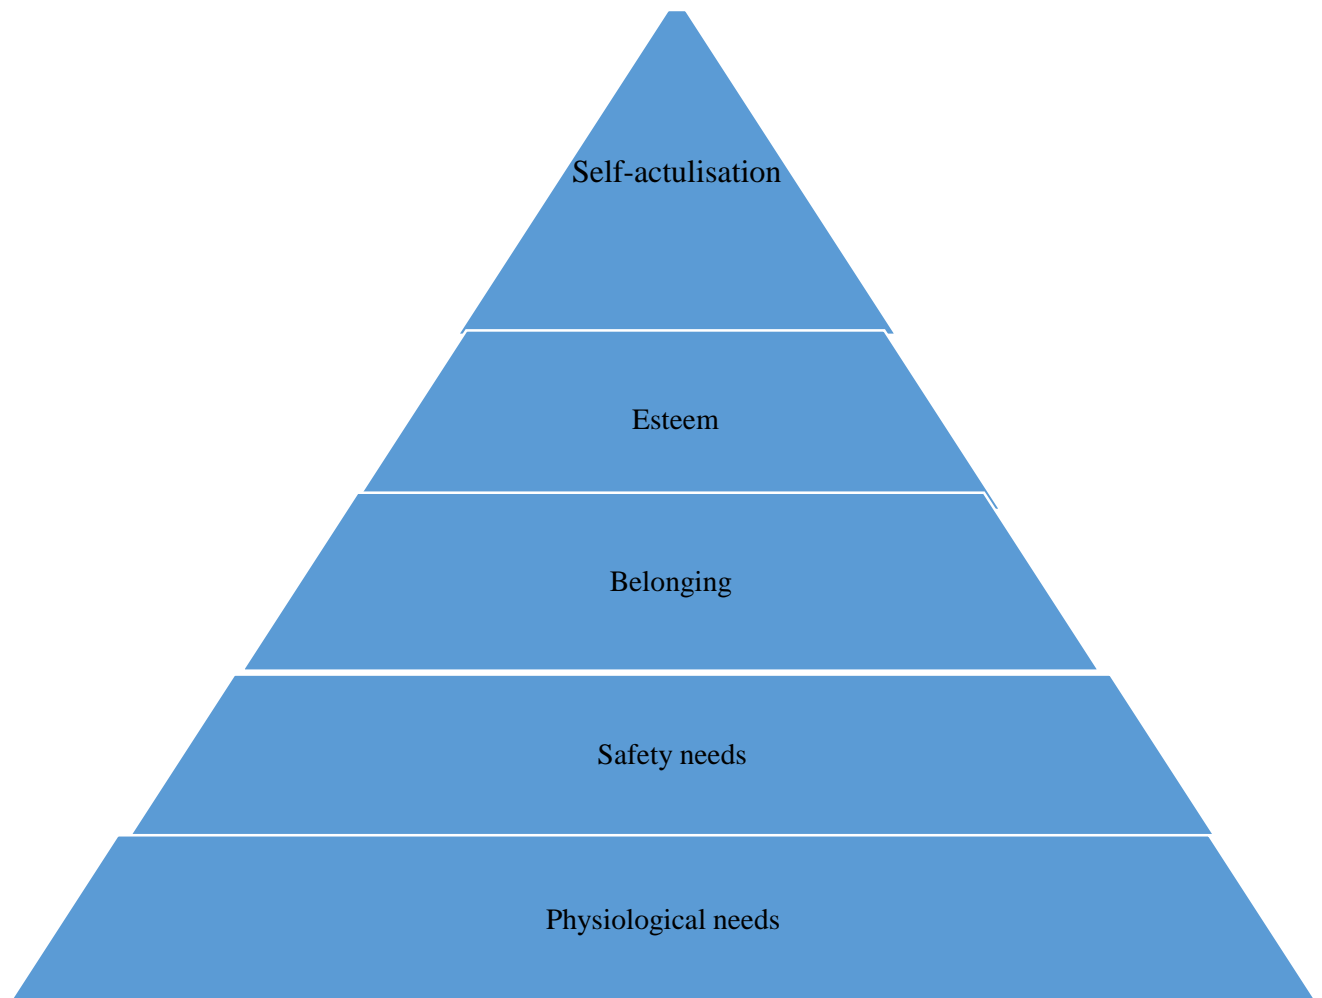 Self-actulisation
Esteem
Belonging
Safety needs
Physiological needs